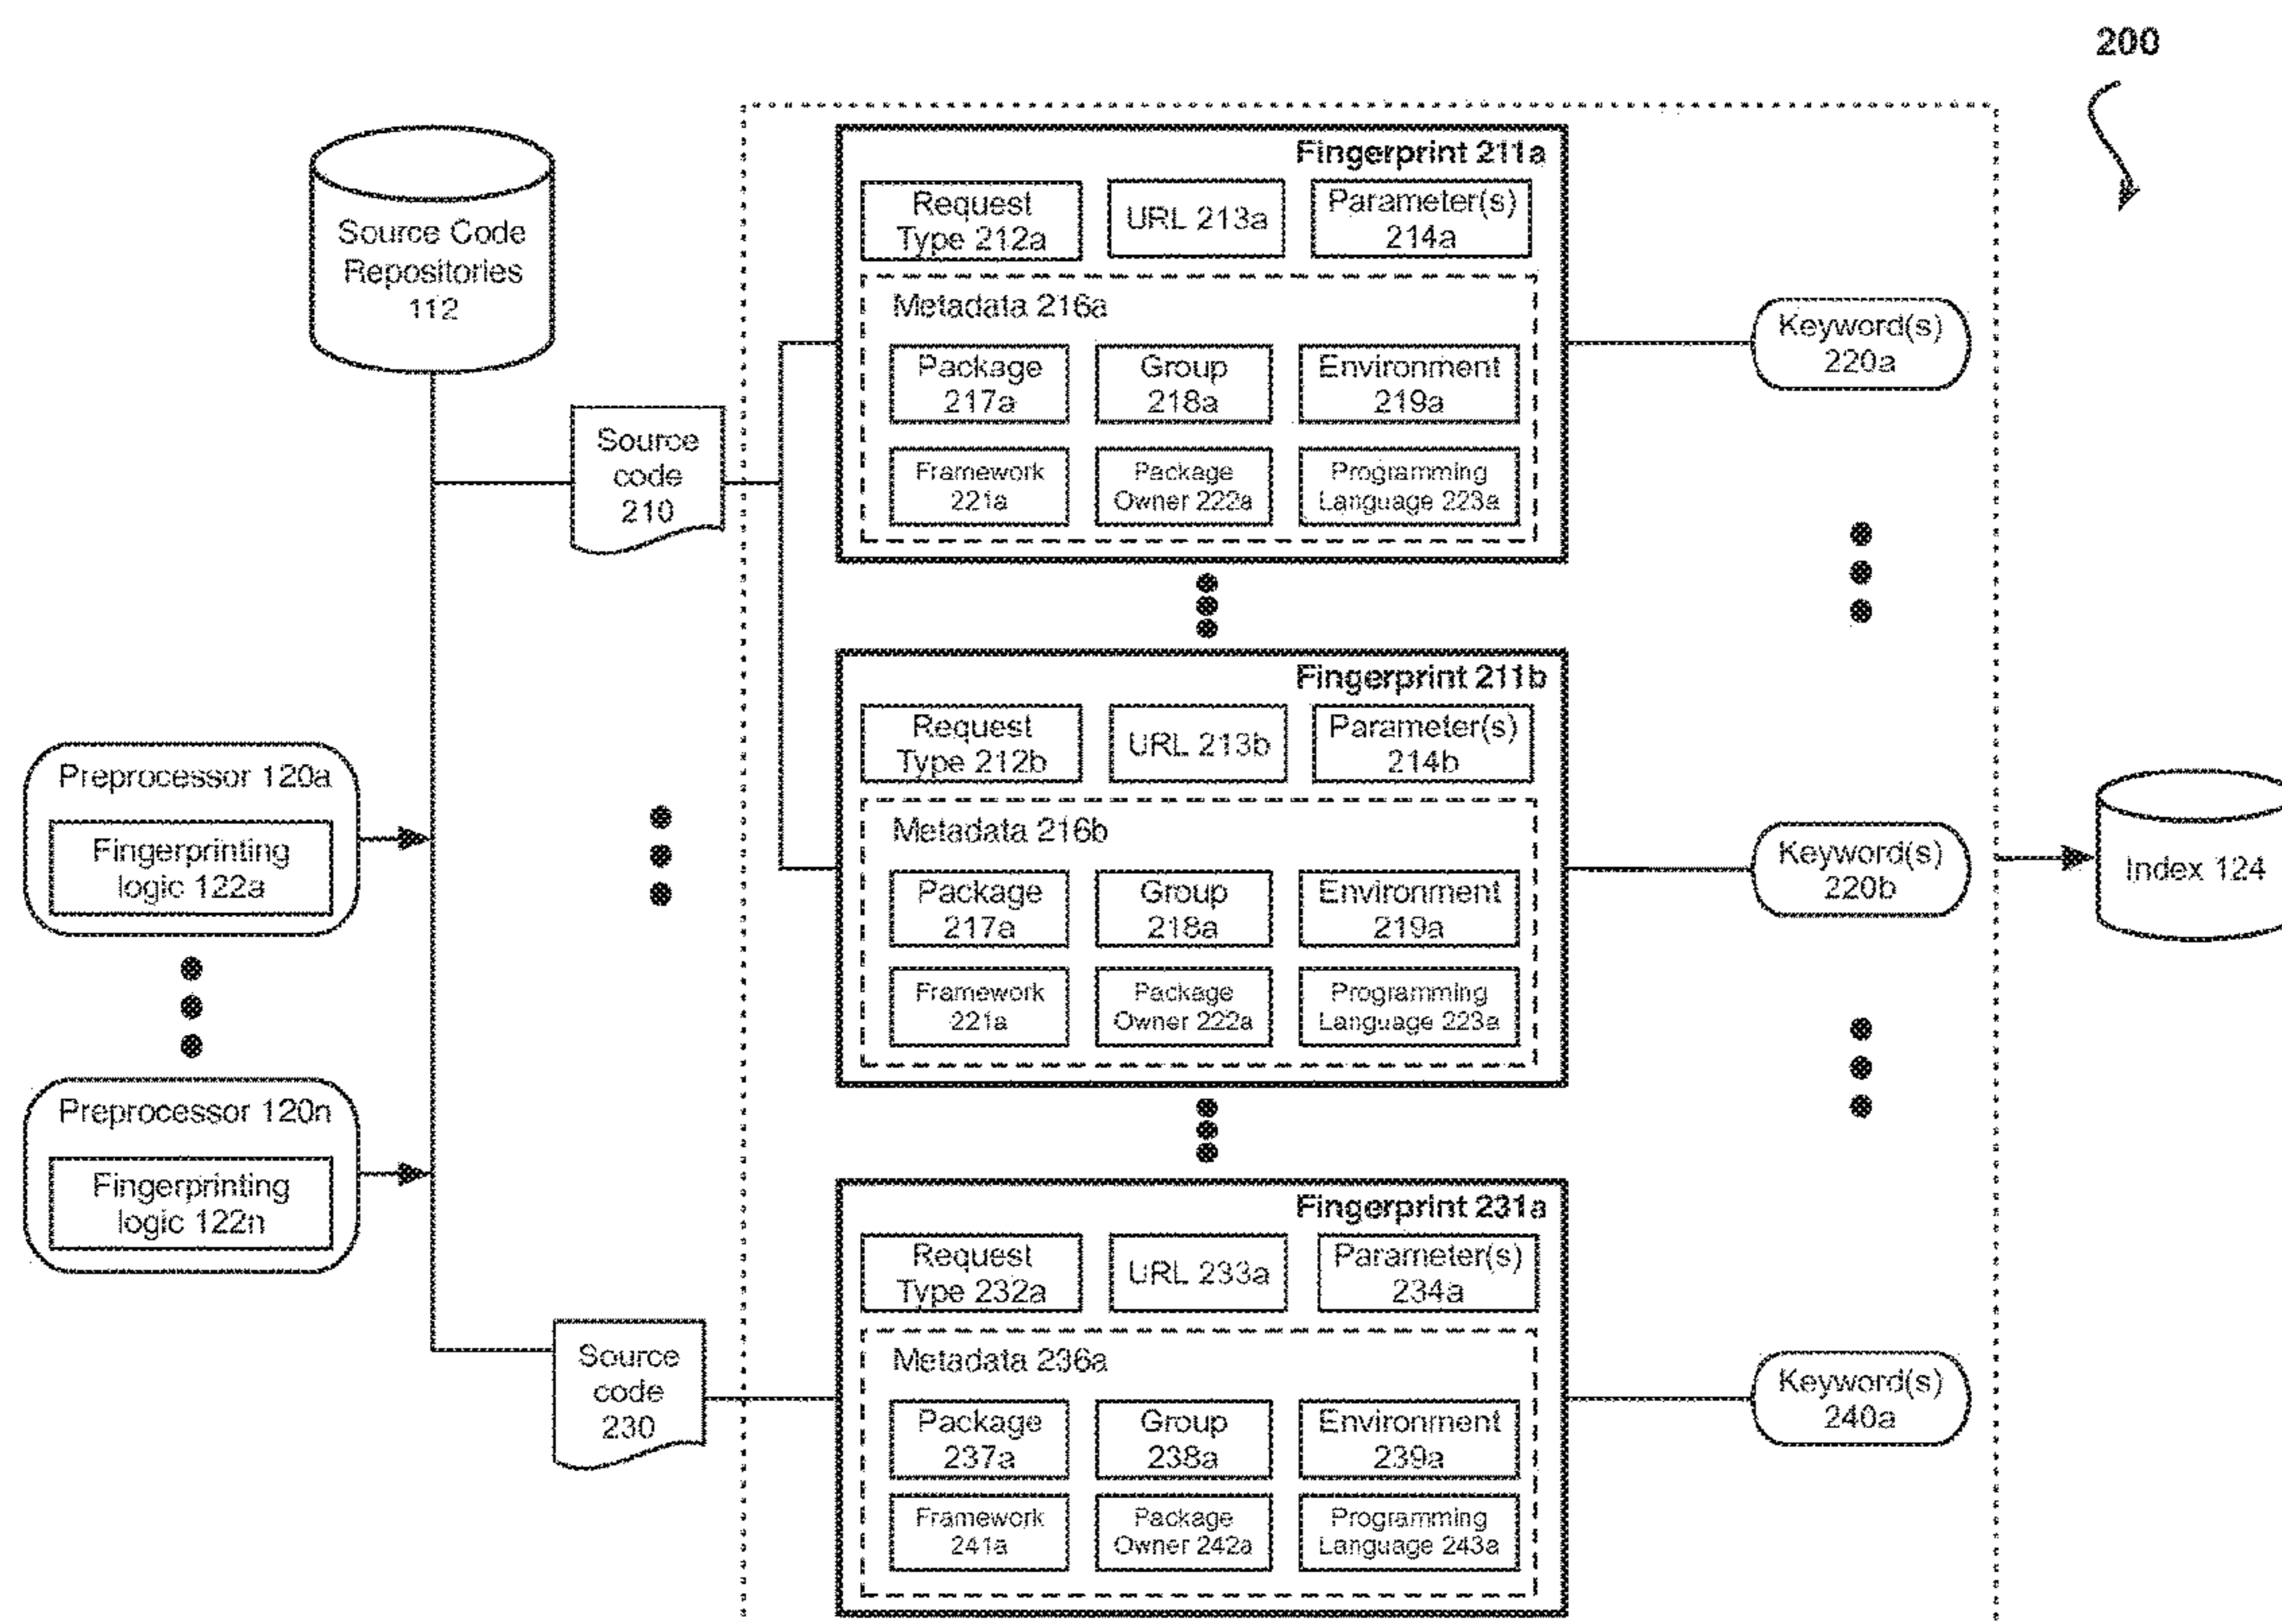 200
Source Code
Repositories
112
Source
code
210
Fingerprint 211a
Request
Type 212a
URL 213a
Parameter(s)
214a
Metadata 216a
Package
217a
Group
218a
Environment
219a
Framework
221a
Package
Owner 222a
Programming
Language 223a
Keyword(s)
220a
Fingerprint 211b
Request
Type 212b
URL 213b
Parameter(s)
214b
Metadata 216b
Package
217a
Group
218a
Environment
219a
Framework
221a
Package
Owner 222a
Programming
Language 223a
Keyword(s)
220b
Preprocessor 120a
Fingerprinting
logic 122a
Index 124
Preprocessor 120n
Fingerprinting
logic 122n
Source
code
230
Fingerprint 231a
Request
Type 232a
URL 233a
Parameter(s)
234a
Metadata 236a
Package
237a
Group
238a
Environment
239a
Framework
241a
Package
Owner 242a
Programming
Language 243a
Keyword(s)
240a